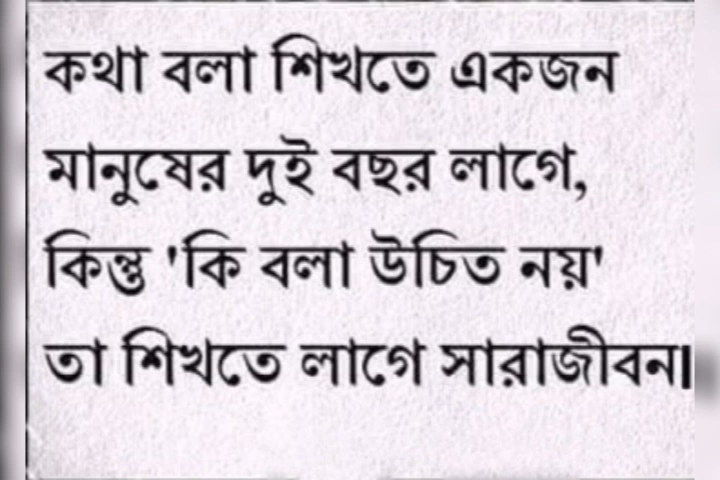 কথা বলা শিখতে একজন
মানুষের দুই বছর লাগে,
কিন্তু 'কি বলা উচিত নয়'
তা শিখতে লাগে সারাজীবন।